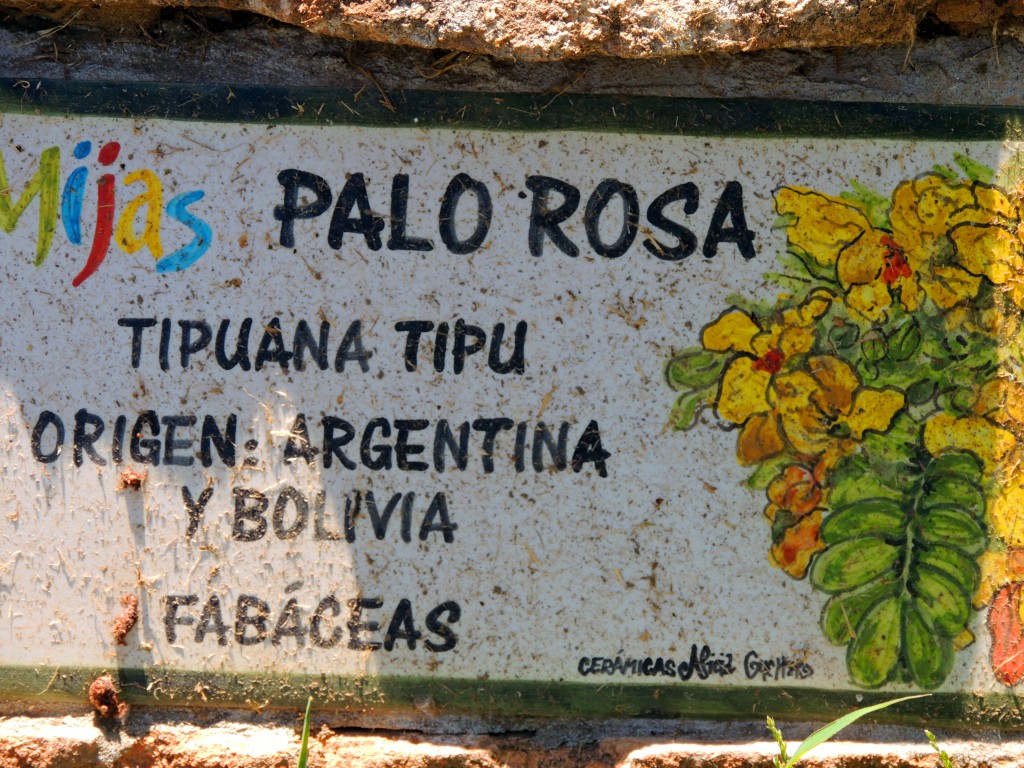 Mijas PALO ROSA
TIPUANA TIPU
ORIGEN: ARGENTINA
Y BOLIVIA
FABÁCEAS
CERÁMICAS